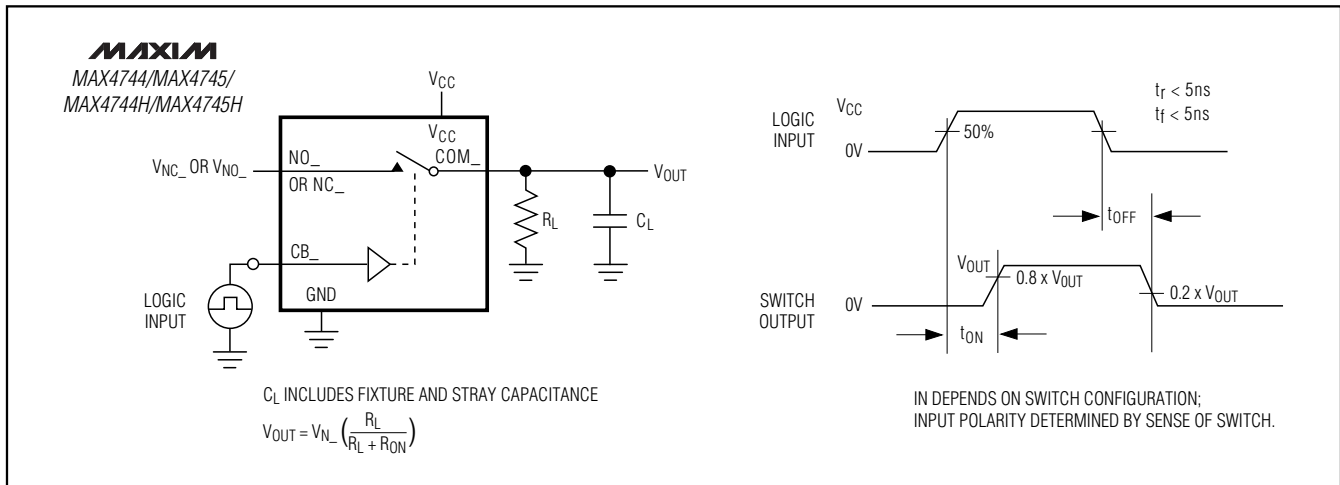 MAXIM
MAX4744/MAX4745/
MAX4744H/MAX4745H
VCC
VCC
NO_
COM_
VNC_ OR VNO_
OR NC_
VOUT
RL
CL
CB_
LOGIC
INPUT
GND
CL INCLUDES FIXTURE AND STRAY CAPACITANCE
VOUT = VN_ (RL / RL + RON)
tr < 5ns
tf < 5ns
LOGIC
INPUT
VCC
50%
0V
tOFF
SWITCH
OUTPUT
VOUT
0.8 x VOUT
0.2 x VOUT
0V
tON
IN DEPENDS ON SWITCH CONFIGURATION;
INPUT POLARITY DETERMINED BY SENSE OF SWITCH.